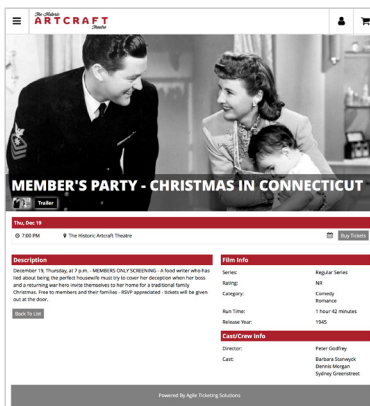 The Historic
ARTCRAFT
Theatre
MEMBER'S PARTY - CHRISTMAS IN CONNECTICUT
Trailer
Thu, Dec 19
7:00 PM The Historic Artcraft Theatre Buy Tickets
Description
December 19, Thursday, at 7 p.m. - MEMBERS ONLY SCREENING - A food writer who has
lied about being the perfect housewife must try to cover her deception when her boss
and a returning war hero invite themselves to her home for a traditional family
Christmas. Free to members and their families - RSVP appreciated - tickets will be given
out at the door.
Back To List
Film Info
Series: Regular Series
Rating: NR
Category: Comedy
Romance
Run Time: 1 hour 42 minutes
Release Year: 1945
Cast/Crew Info
Director: Peter Godfrey
Cast: Barbara Stanwyck
Dennis Morgan
Sydney Greenstreet
Powered By Agile Ticketing Solutions